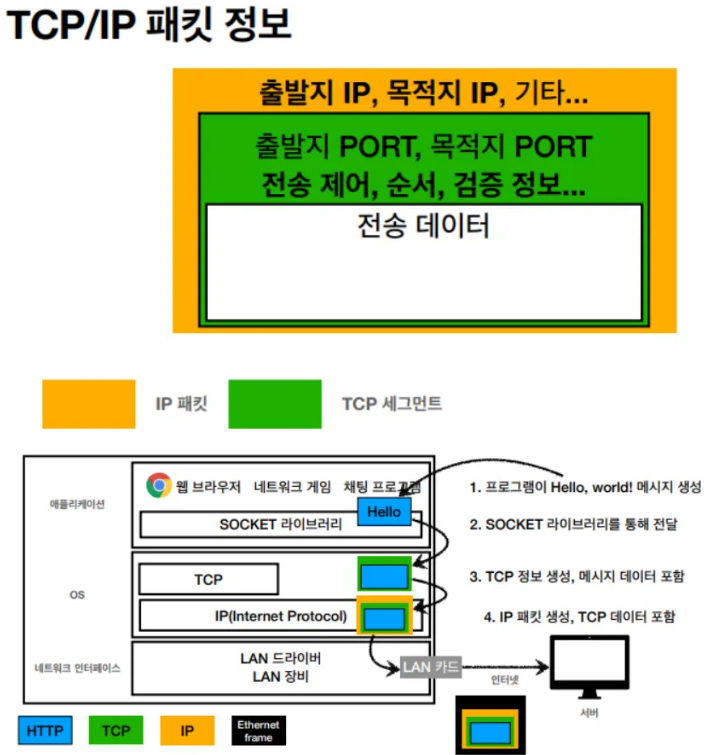 TCP/IP 패킷 정보
출발지 IP, 목적지 IP, 기타...
출발지 PORT, 목적지 PORT
전송 제어, 순서, 검증 정보...
전송 데이터
IP 패킷
TCP 세그먼트
애플리케이션
웹 브라우저 네트워크 게임 채팅 프로그램
Hello
SOCKET 라이브러리
1. 프로그램이 Hello, world! 메시지 생성
2. SOCKET 라이브러리를 통해 전달
OS
TCP
IP(Internet Protocol)
3. TCP 정보 생성, 메시지 데이터 포함
4. IP 패킷 생성, TCP 데이터 포함
네트워크 인터페이스
LAN 드라이버
LAN 장비
LAN 카드
인터넷
서버
HTTP
TCP
IP
Ethernet
frame